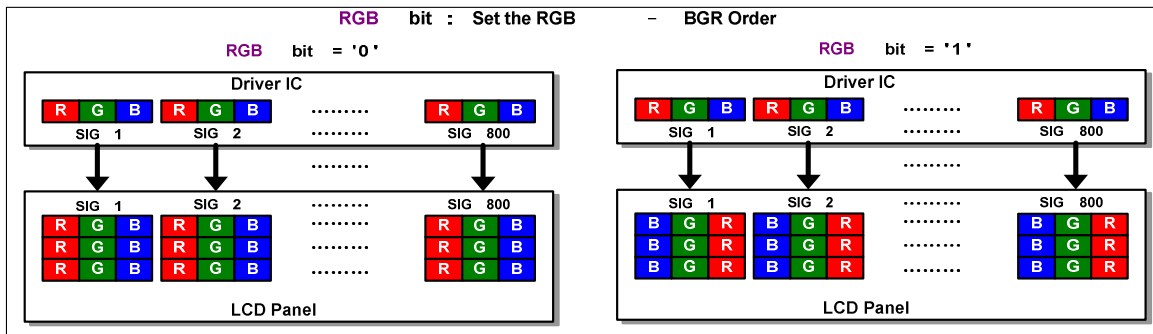 RGB bit : Set the RGB – BGR Order
RGB bit = '0'
Driver IC
R G B R G B ......... R G B
SIG 1 SIG 2 ......... SIG 800
.........
SIG 1 SIG 2 ......... SIG 800
R G B R G B ......... R G B
R G B R G B ......... R G B
R G B R G B ......... R G B
LCD Panel
RGB bit = '1'
Driver IC
R G B R G B ......... R G B
SIG 1 SIG 2 ......... SIG 800
.........
SIG 1 SIG 2 ......... SIG 800
B G R B G R ......... B G R
B G R B G R ......... B G R
B G R B G R ......... B G R
LCD Panel